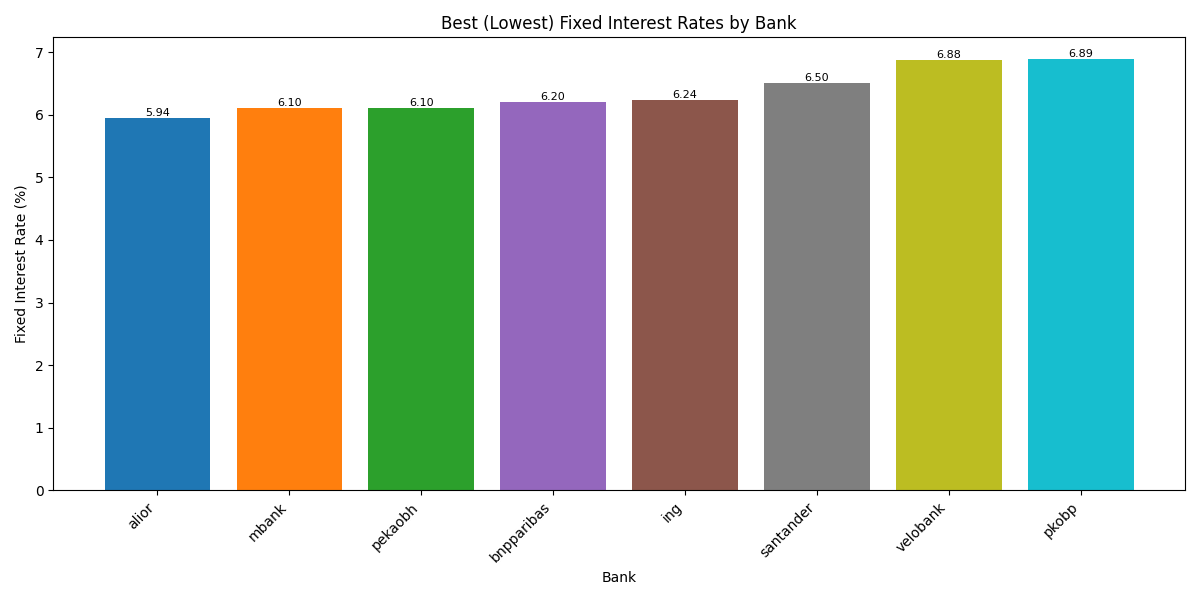 Best (Lowest) Fixed Interest Rates by Bank
Fixed Interest Rate (%)
7
6
5
4
3
2
1
0
5.94
6.10
6.10
6.20
6.24
6.50
6.88
6.89
alior
mbank
pekaobh
bnpparibas
ing
santander
velobank
pkobp
Bank